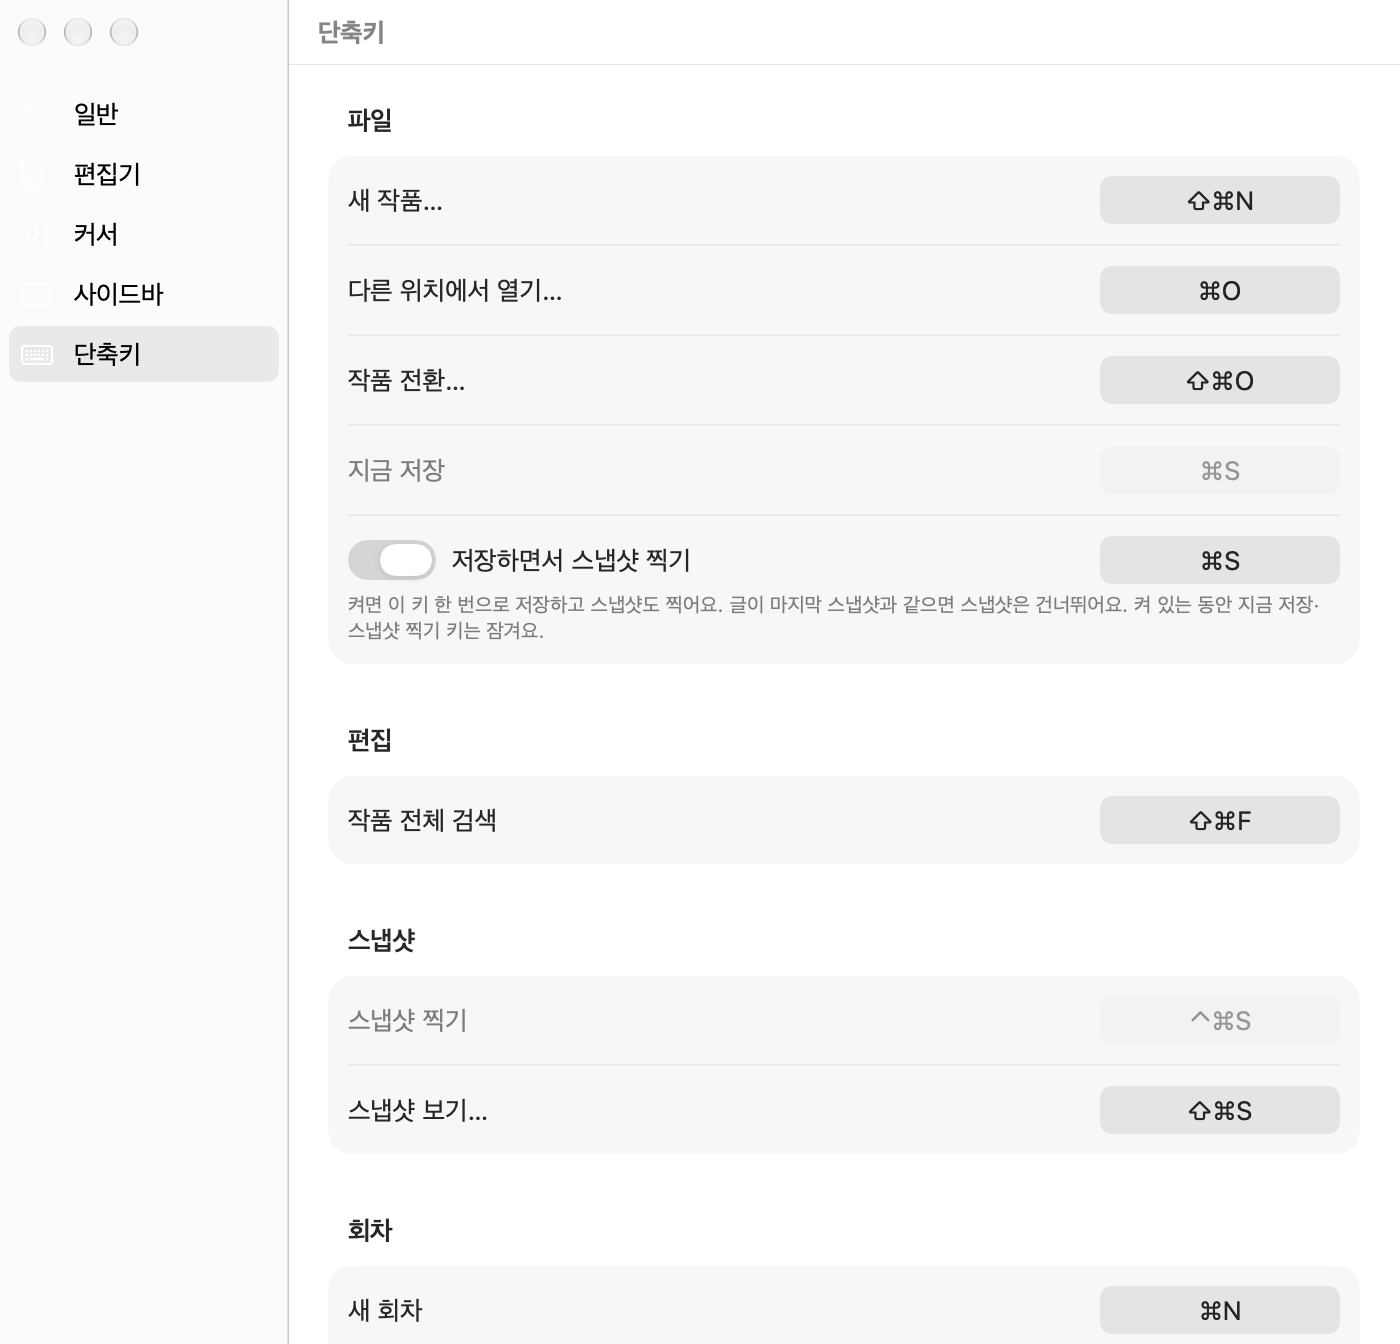 단축키
일반
편집기
커서
사이드바
단축키
파일
새 작품... ⇧⌘N
다른 위치에서 열기... ⌘O
작품 전환... ⇧⌘O
지금 저장 ⌘S
저장하면서 스냅샷 찍기 ⌘S
켜면 이 키 한 번으로 저장하고 스냅샷도 찍어요. 글이 마지막 스냅샷과 같으면 스냅샷은 건너뛰어요. 켜 있는 동안 지금 저장·
스냅샷 찍기 키는 잠겨요.
편집
작품 전체 검색 ⇧⌘F
스냅샷
스냅샷 찍기 ^⌘S
스냅샷 보기... ⇧⌘S
회차
새 회차 ⌘N